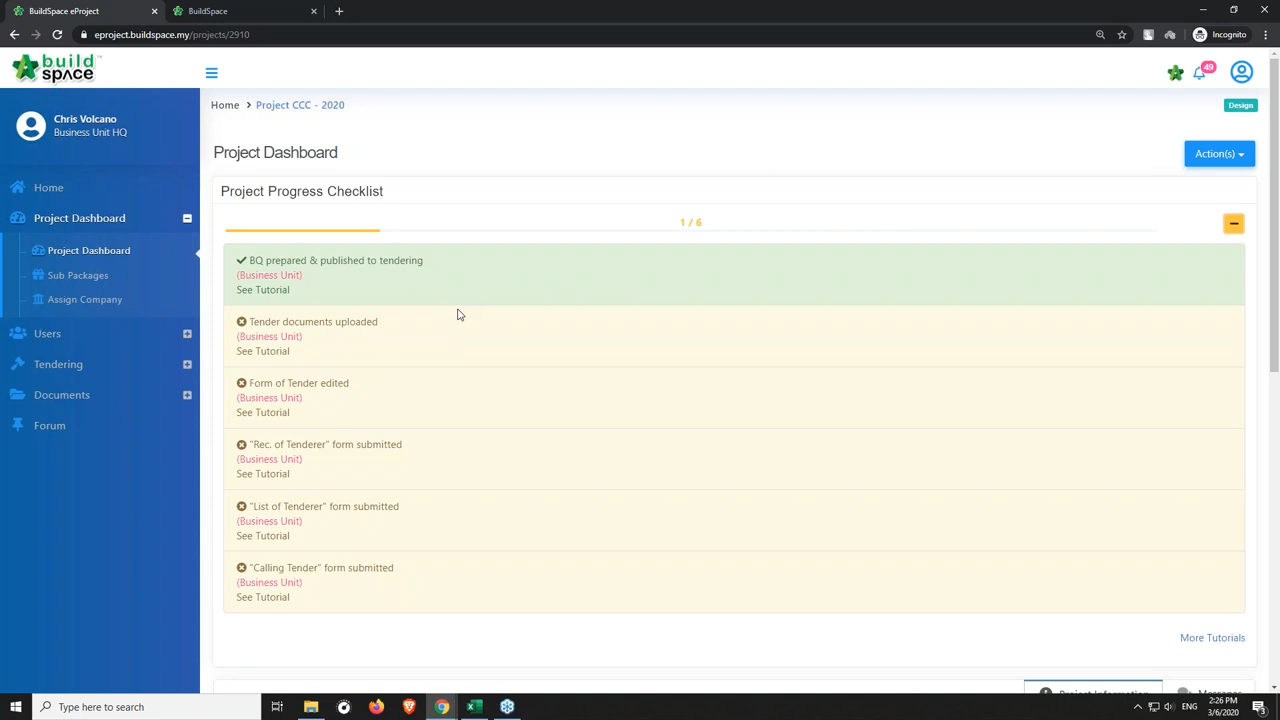 BuildSpace eProject
BuildSpace
eproject.buildspace.my/projects/2910
Incognito
build
space
49
Chris Volcano
Business Unit HQ
Home
Project CCC - 2020
Design
Project Dashboard
Action(s)
Home
Project Dashboard
Project Dashboard
Sub Packages
Assign Company
Users
Tendering
Documents
Forum
Project Progress Checklist
1 / 6
BQ prepared & published to tendering
(Business Unit)
See Tutorial
Tender documents uploaded
(Business Unit)
See Tutorial
Form of Tender edited
(Business Unit)
See Tutorial
"Rec. of Tenderer" form submitted
(Business Unit)
See Tutorial
"List of Tenderer" form submitted
(Business Unit)
See Tutorial
"Calling Tender" form submitted
(Business Unit)
See Tutorial
More Tutorials
Project Information
Messages
Type here to search
2:26 PM
3/6/2020